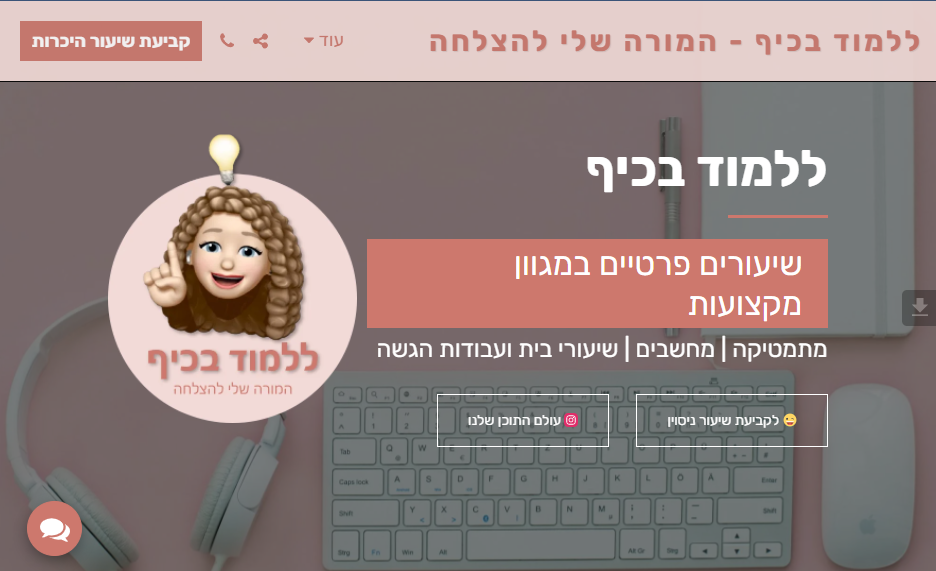 ללמוד בכיף - המורה שלי להצלחה
עוד
קביעת שיעור היכרות
ללמוד בכיף
שיעורים פרטיים במגוון
מקצועות
מתמטיקה | מחשבים | שיעורי בית ועבודות הגשה
לקביעת שיעור ניסיון
עולם התוכן שלנו
ללמוד בכיף
המורה שלי להצלחה